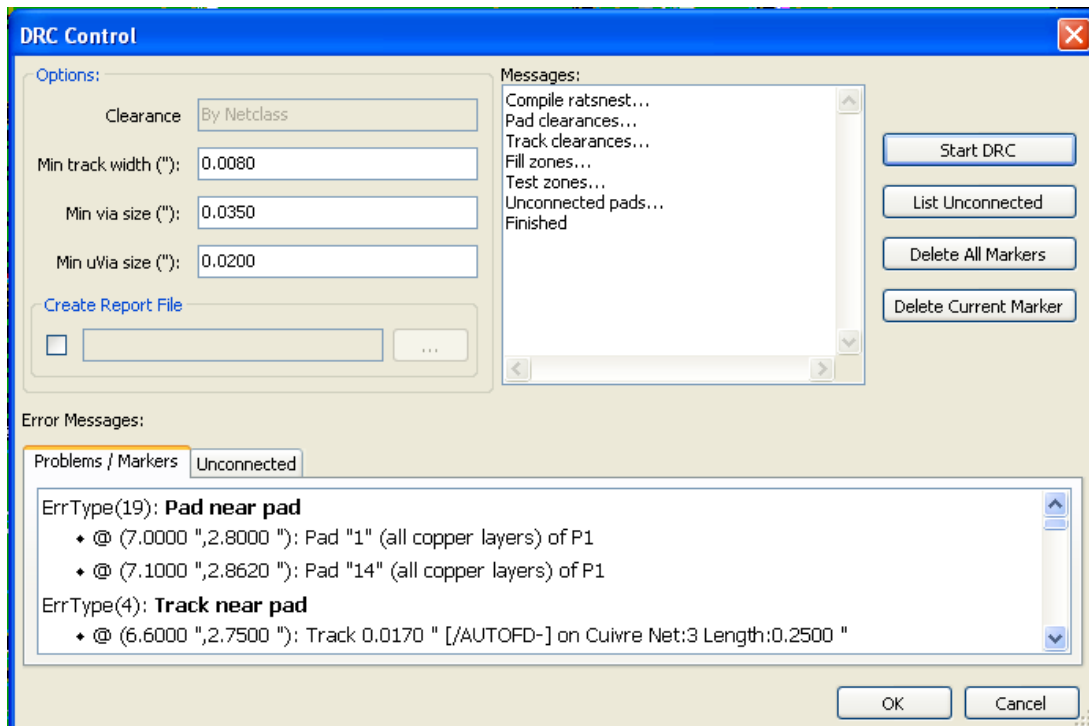 DRC Control
Options:
Clearance By Netclass
Min track width ("): 0.0080
Min via size ("): 0.0350
Min uVia size ("): 0.0200
Create Report File
...
Messages:
Compile ratsnest...
Pad clearances...
Track clearances...
Fill zones...
Test zones...
Unconnected pads...
Finished
Start DRC
List Unconnected
Delete All Markers
Delete Current Marker
Error Messages:
Problems / Markers Unconnected
ErrType(19): Pad near pad
• @ (7.0000 ",2.8000 "): Pad "1" (all copper layers) of P1
• @ (7.1000 ",2.8620 "): Pad "14" (all copper layers) of P1
ErrType(4): Track near pad
• @ (6.6000 ",2.7500 "): Track 0.0170 " [/AUTOFD-] on Cuivre Net:3 Length:0.2500 "
OK Cancel